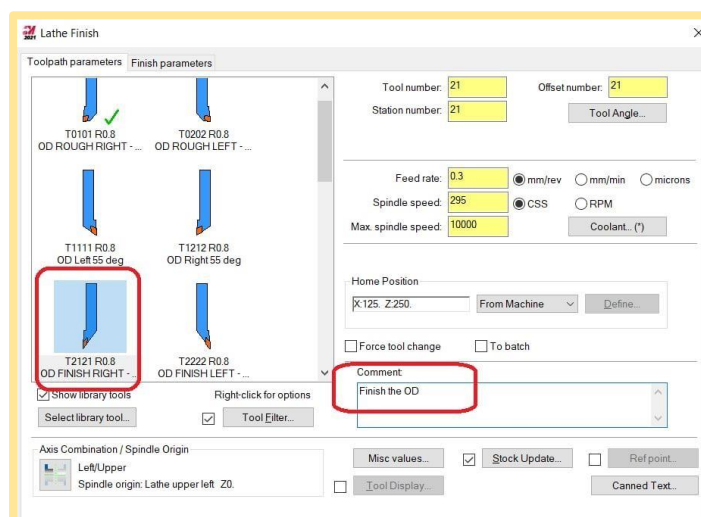 Lathe Finish
Toolpath parameters Finish parameters
T0101 R0.8
OD ROUGH RIGHT - ...
T0202 R0.8
OD ROUGH LEFT - ...
T1111 R0.8
OD Left 55 deg
T1212 R0.8
OD Right 55 deg
T2121 R0.8
OD FINISH RIGHT - ...
T2222 R0.8
OD FINISH LEFT - ...
Show library tools
Right-click for options
Select library tool...
Tool Filter...
Axis Combination / Spindle Origin
Left/Upper
Spindle origin: Lathe upper left Z0.
Tool number: 21 Offset number: 21
Station number: 21 Tool Angle...
Feed rate: 0.3 mm/rev mm/min microns
Spindle speed: 295 CSS RPM
Max. spindle speed: 10000 Coolant... (*)
Home Position
X:125. Z:250. From Machine Define...
Force tool change To batch
Comment:
Finish the OD
Misc values... Stock Update... Ref point...
Tool Display... Canned Text...